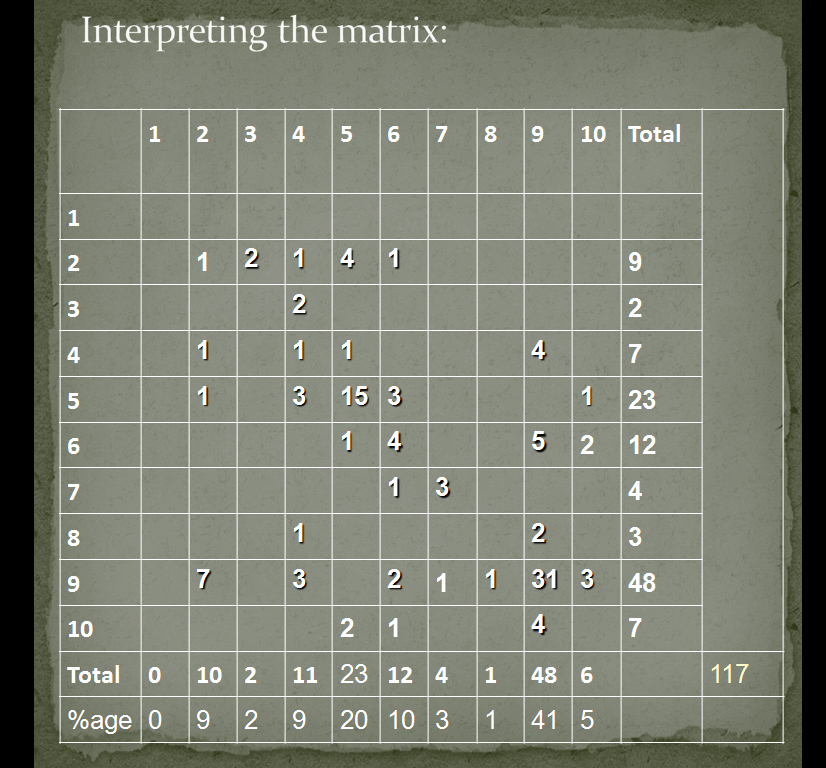 Interpreting the matrix:
1 2 3 4 5 6 7 8 9 10 Total
1
2 1 2 1 4 1 9
3 2 2
4 1 1 1 4 7
5 1 3 15 3 1 23
6 1 4 5 2 12
7 1 3 4
8 1 2 3
9 7 3 2 1 1 31 3 48
10 2 1 4 7
Total 0 10 2 11 23 12 4 1 48 6 117
%age 0 9 2 9 20 10 3 1 41 5